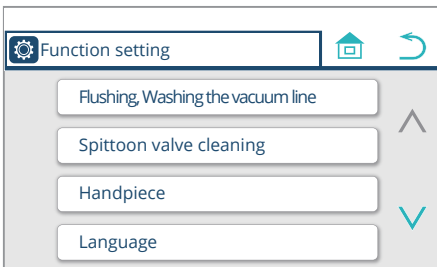 Function setting
Flushing, Washing the vacuum line
Spittoon valve cleaning
Handpiece
Language